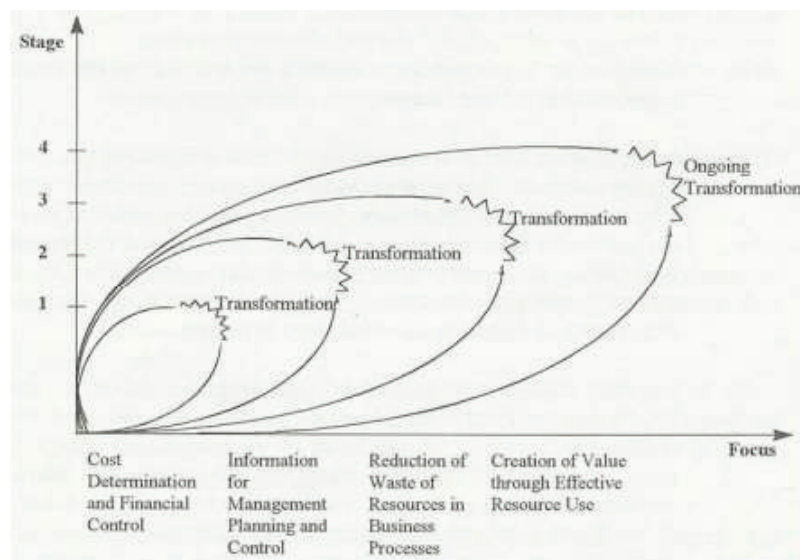 Stage
4
Ongoing
Transformation
3
Transformation
2
Transformation
1
Transformation
Focus
Cost
Determination
and Financial
Control
Information
for
Management
Planning and
Control
Reduction of
Waste of
Resources in
Business
Processes
Creation of Value
through Effective
Resource Use